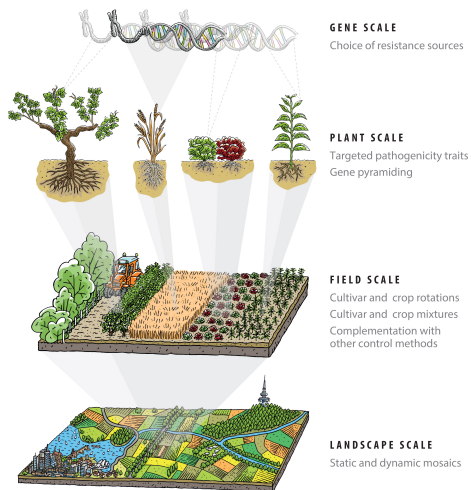 GENE SCALE
Choice of resistance sources
PLANT SCALE
Targeted pathogenicity traits
Gene pyramiding
FIELD SCALE
Cultivar and crop rotations
Cultivar and crop mixtures
Complementation with
other control methods
LANDSCAPE SCALE
Static and dynamic mosaics